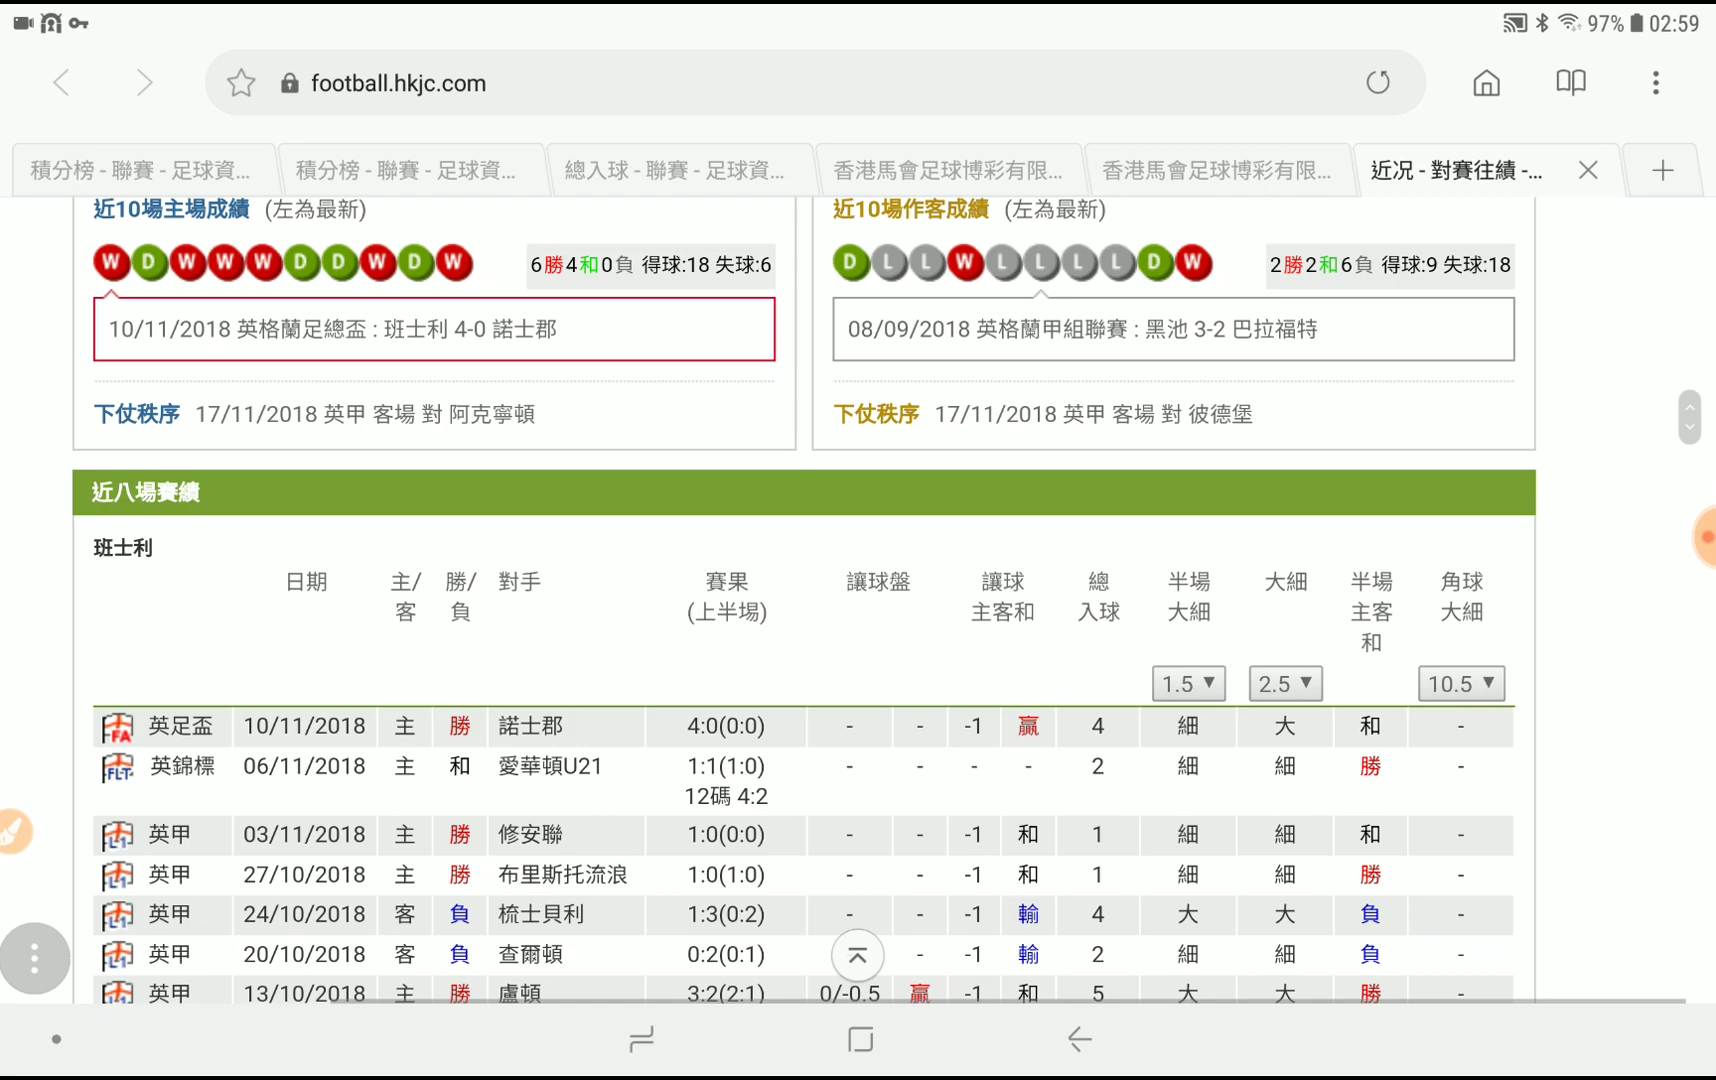 97% 02:59
football.hkjc.com
積分榜 - 聯賽 - 足球資... 積分榜 - 聯賽 - 足球資... 總入球 - 聯賽 - 足球資... 香港馬會足球博彩有限... 香港馬會足球博彩有限... 近況 - 對賽往績 -...
近10場主場成績 (左為最新)
W D W W W D D W D W 6勝4和0負 得球:18 失球:6
10/11/2018 英格蘭足總盃 : 班士利 4-0 諾士郡
下仗秩序 17/11/2018 英甲 客場 對 阿克寧頓
近10場作客成績 (左為最新)
D L L W L L L L D W 2勝2和6負 得球:9 失球:18
08/09/2018 英格蘭甲組聯賽 : 黑池 3-2 巴拉福特
下仗秩序 17/11/2018 英甲 客場 對 彼德堡
近八場賽績
班士利
日期 主/客 勝/負 對手 賽果(上半場) 讓球盤 讓球主客和 總入球 半場大細 大細 半場主客和 角球大細
1.5 ▼ 2.5 ▼ 10.5 ▼
FA 英足盃 10/11/2018 主 勝 諾士郡 4:0(0:0) - - -1 贏 4 細 大 和 -
FLT 英錦標 06/11/2018 主 和 愛華頓U21 1:1(1:0) - - - - 2 細 細 勝 -
12碼 4:2
L1 英甲 03/11/2018 主 勝 修安聯 1:0(0:0) - - -1 和 1 細 細 和 -
L1 英甲 27/10/2018 主 勝 布里斯托流浪 1:0(1:0) - - -1 和 1 細 細 勝 -
L1 英甲 24/10/2018 客 負 梳士貝利 1:3(0:2) - - -1 輸 4 大 大 負 -
L1 英甲 20/10/2018 客 負 查爾頓 0:2(0:1) - -1 輸 2 細 細 負 -
L1 英甲 13/10/2018 主 勝 盧頓 3:2(2:1) 0/-0.5 贏 -1 和 5 大 大 勝 -